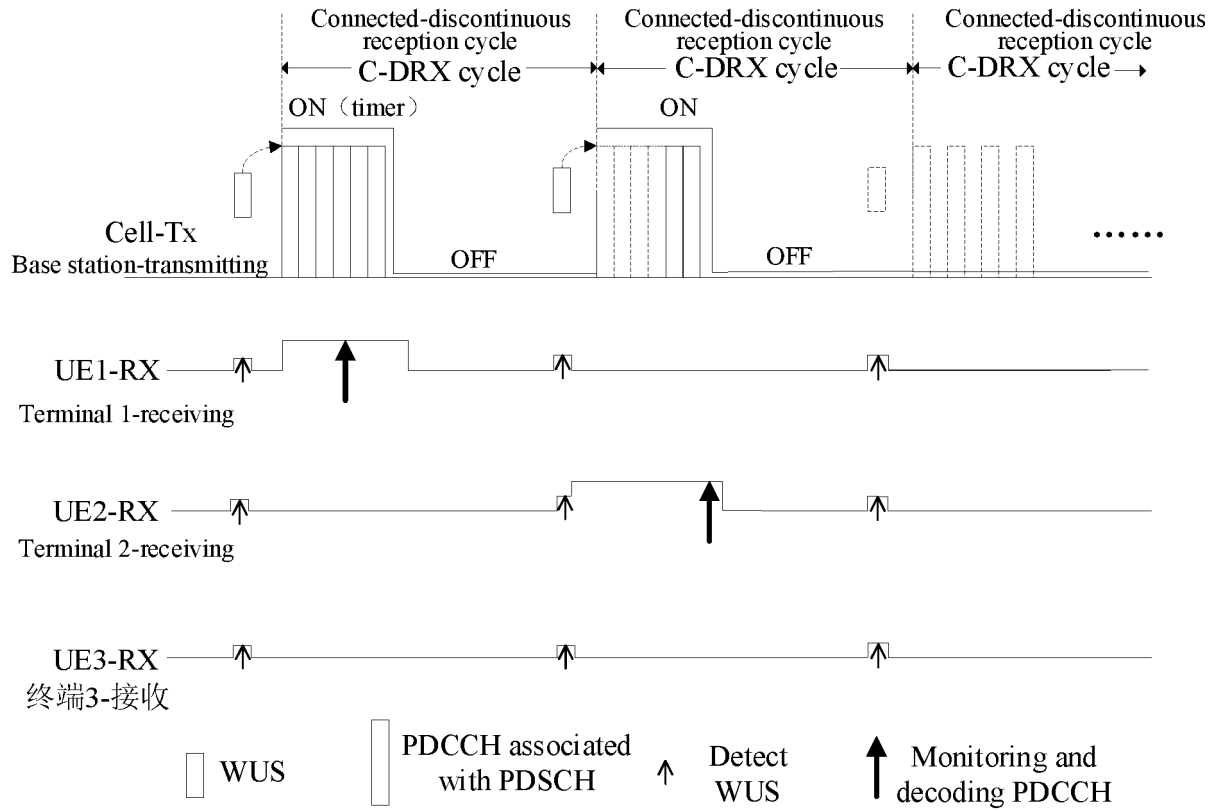 Connected-discontinuous
reception cycle
C-DRX cycle
Connected-discontinuous
reception cycle
C-DRX cycle
Connected-discontinuous
reception cycle
C-DRX cycle
ON（timer）
ON
Cell-Tx
Base station-transmitting
OFF
OFF
......
UE1-RX
Terminal 1-receiving
UE2-RX
Terminal 2-receiving
UE3-RX
终端3-接收
WUS
PDCCH associated
with PDSCH
Detect
WUS
Monitoring and
decoding PDCCH